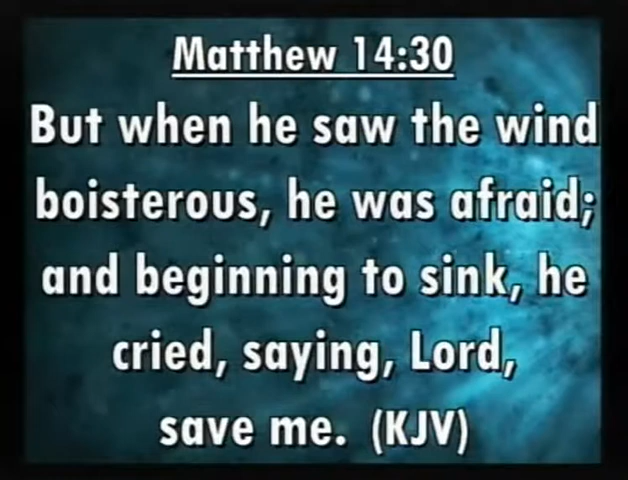 Matthew 14:30
But when he saw the wind
boisterous, he was afraid;
and beginning to sink, he
cried, saying, Lord,
save me. (KJV)